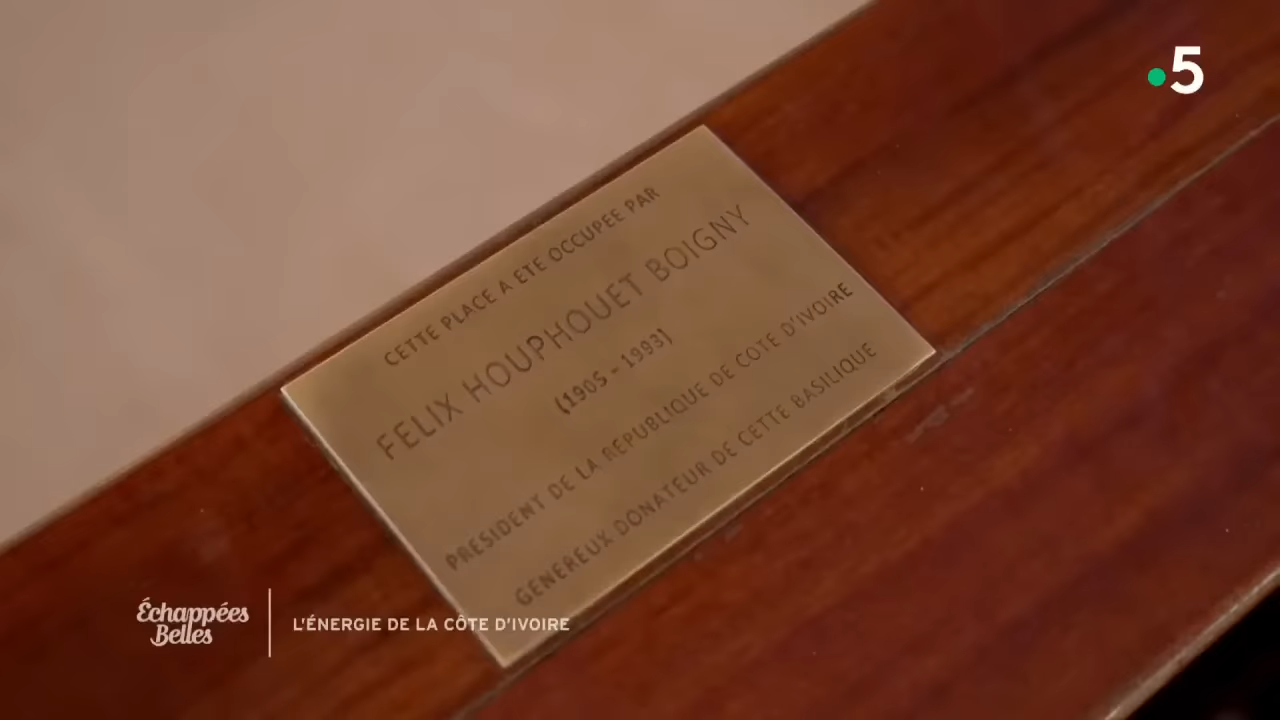 5
CETTE PLACE A ETE OCCUPEE PAR
FELIX HOUPHOUET BOIGNY
(1905 - 1993)
PRESIDENT DE LA REPUBLIQUE DE COTE D'IVOIRE
GENEREUX DONATEUR DE CETTE BASILIQUE
Échappées
Belles
L'ÉNERGIE DE LA CÔTE D'IVOIRE